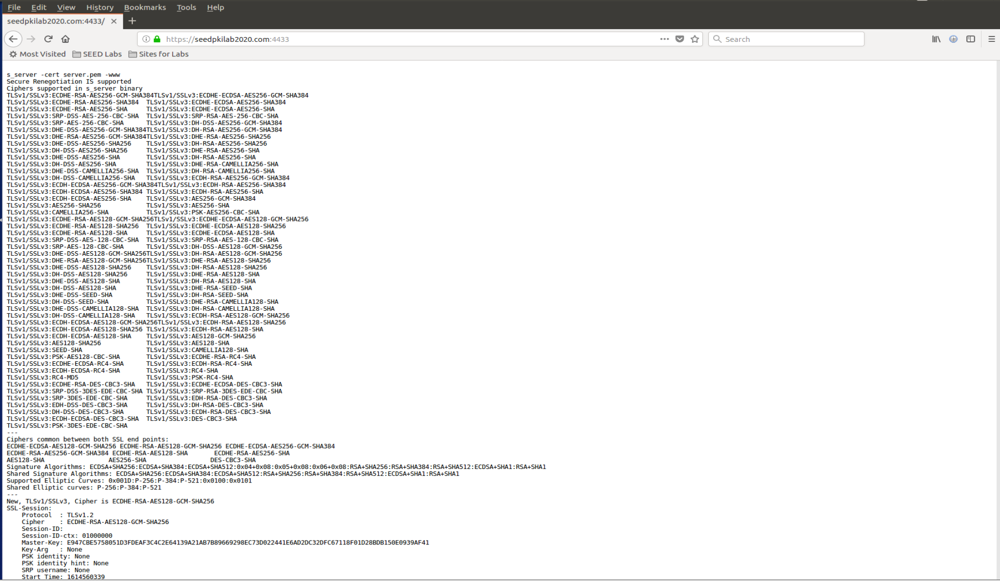 File Edit View History Bookmarks Tools Help
seedpkilab2020.com:4433/
https://seedpkilab2020.com:4433 Search
Most Visited SEED Labs Sites for Labs
s_server -cert server.pem -www
Secure Renegotiation IS supported
Ciphers supported in s_server binary
TLSv1/SSLv3:ECDHE-RSA-AES256-GCM-SHA384TLSv1/SSLv3:ECDHE-ECDSA-AES256-GCM-SHA384
TLSv1/SSLv3:ECDHE-RSA-AES256-SHA384 TLSv1/SSLv3:ECDHE-ECDSA-AES256-SHA384
TLSv1/SSLv3:ECDHE-RSA-AES256-SHA TLSv1/SSLv3:ECDHE-ECDSA-AES256-SHA
TLSv1/SSLv3:SRP-DSS-AES-256-CBC-SHA TLSv1/SSLv3:SRP-RSA-AES-256-CBC-SHA
TLSv1/SSLv3:SRP-AES-256-CBC-SHA TLSv1/SSLv3:DH-DSS-AES256-GCM-SHA384
TLSv1/SSLv3:DHE-DSS-AES256-GCM-SHA384TLSv1/SSLv3:DH-RSA-AES256-GCM-SHA384
TLSv1/SSLv3:DHE-RSA-AES256-GCM-SHA384TLSv1/SSLv3:DHE-RSA-AES256-SHA256
TLSv1/SSLv3:DHE-DSS-AES256-SHA256 TLSv1/SSLv3:DH-RSA-AES256-SHA256
TLSv1/SSLv3:DH-DSS-AES256-SHA256 TLSv1/SSLv3:DHE-RSA-AES256-SHA
TLSv1/SSLv3:DHE-DSS-AES256-SHA TLSv1/SSLv3:DH-RSA-AES256-SHA
TLSv1/SSLv3:DH-DSS-AES256-SHA TLSv1/SSLv3:DHE-RSA-CAMELLIA256-SHA
TLSv1/SSLv3:DHE-DSS-CAMELLIA256-SHA TLSv1/SSLv3:DH-RSA-CAMELLIA256-SHA
TLSv1/SSLv3:DH-DSS-CAMELLIA256-SHA TLSv1/SSLv3:ECDH-RSA-AES256-GCM-SHA384
TLSv1/SSLv3:ECDH-ECDSA-AES256-GCM-SHA384TLSv1/SSLv3:ECDH-RSA-AES256-SHA384
TLSv1/SSLv3:ECDH-ECDSA-AES256-SHA384 TLSv1/SSLv3:ECDH-RSA-AES256-SHA
TLSv1/SSLv3:ECDH-ECDSA-AES256-SHA TLSv1/SSLv3:AES256-GCM-SHA384
TLSv1/SSLv3:AES256-SHA256 TLSv1/SSLv3:AES256-SHA
TLSv1/SSLv3:CAMELLIA256-SHA TLSv1/SSLv3:PSK-AES256-CBC-SHA
TLSv1/SSLv3:ECDHE-RSA-AES128-GCM-SHA256TLSv1/SSLv3:ECDHE-ECDSA-AES128-GCM-SHA256
TLSv1/SSLv3:ECDHE-RSA-AES128-SHA256 TLSv1/SSLv3:ECDHE-ECDSA-AES128-SHA256
TLSv1/SSLv3:ECDHE-RSA-AES128-SHA TLSv1/SSLv3:ECDHE-ECDSA-AES128-SHA
TLSv1/SSLv3:SRP-DSS-AES-128-CBC-SHA TLSv1/SSLv3:SRP-RSA-AES-128-CBC-SHA
TLSv1/SSLv3:SRP-AES-128-CBC-SHA TLSv1/SSLv3:DH-DSS-AES128-GCM-SHA256
TLSv1/SSLv3:DHE-DSS-AES128-GCM-SHA256TLSv1/SSLv3:DH-RSA-AES128-GCM-SHA256
TLSv1/SSLv3:DHE-RSA-AES128-GCM-SHA256TLSv1/SSLv3:DHE-RSA-AES128-SHA256
TLSv1/SSLv3:DHE-DSS-AES128-SHA256 TLSv1/SSLv3:DH-RSA-AES128-SHA256
TLSv1/SSLv3:DH-DSS-AES128-SHA256 TLSv1/SSLv3:DHE-RSA-AES128-SHA
TLSv1/SSLv3:DHE-DSS-AES128-SHA TLSv1/SSLv3:DH-RSA-AES128-SHA
TLSv1/SSLv3:DH-DSS-AES128-SHA TLSv1/SSLv3:DHE-RSA-SEED-SHA
TLSv1/SSLv3:DHE-DSS-SEED-SHA TLSv1/SSLv3:DH-RSA-SEED-SHA
TLSv1/SSLv3:DH-DSS-SEED-SHA TLSv1/SSLv3:DHE-RSA-CAMELLIA128-SHA
TLSv1/SSLv3:DHE-DSS-CAMELLIA128-SHA TLSv1/SSLv3:DH-RSA-CAMELLIA128-SHA
TLSv1/SSLv3:DH-DSS-CAMELLIA128-SHA TLSv1/SSLv3:ECDH-RSA-AES128-GCM-SHA256
TLSv1/SSLv3:ECDH-ECDSA-AES128-GCM-SHA256TLSv1/SSLv3:ECDH-RSA-AES128-SHA256
TLSv1/SSLv3:ECDH-ECDSA-AES128-SHA256 TLSv1/SSLv3:ECDH-RSA-AES128-SHA
TLSv1/SSLv3:ECDH-ECDSA-AES128-SHA TLSv1/SSLv3:AES128-GCM-SHA256
TLSv1/SSLv3:AES128-SHA256 TLSv1/SSLv3:AES128-SHA
TLSv1/SSLv3:SEED-SHA TLSv1/SSLv3:CAMELLIA128-SHA
TLSv1/SSLv3:PSK-AES128-CBC-SHA TLSv1/SSLv3:ECDHE-RSA-RC4-SHA
TLSv1/SSLv3:ECDHE-ECDSA-RC4-SHA TLSv1/SSLv3:ECDH-RSA-RC4-SHA
TLSv1/SSLv3:ECDH-ECDSA-RC4-SHA TLSv1/SSLv3:RC4-SHA
TLSv1/SSLv3:RC4-MD5 TLSv1/SSLv3:PSK-RC4-SHA
TLSv1/SSLv3:ECDHE-RSA-DES-CBC3-SHA TLSv1/SSLv3:ECDHE-ECDSA-DES-CBC3-SHA
TLSv1/SSLv3:SRP-DSS-3DES-EDE-CBC-SHA TLSv1/SSLv3:SRP-RSA-3DES-EDE-CBC-SHA
TLSv1/SSLv3:SRP-3DES-EDE-CBC-SHA TLSv1/SSLv3:EDH-RSA-DES-CBC3-SHA
TLSv1/SSLv3:EDH-DSS-DES-CBC3-SHA TLSv1/SSLv3:DH-RSA-DES-CBC3-SHA
TLSv1/SSLv3:DH-DSS-DES-CBC3-SHA TLSv1/SSLv3:ECDH-RSA-DES-CBC3-SHA
TLSv1/SSLv3:ECDH-ECDSA-DES-CBC3-SHA TLSv1/SSLv3:DES-CBC3-SHA
TLSv1/SSLv3:PSK-3DES-EDE-CBC-SHA
---
Ciphers common between both SSL end points:
ECDHE-ECDSA-AES128-GCM-SHA256 ECDHE-RSA-AES128-GCM-SHA256 ECDHE-ECDSA-AES256-GCM-SHA384
ECDHE-RSA-AES256-GCM-SHA384 ECDHE-RSA-AES128-SHA ECDHE-RSA-AES256-SHA
AES128-SHA AES256-SHA DES-CBC3-SHA
Signature Algorithms: ECDSA+SHA256:ECDSA+SHA384:ECDSA+SHA512:0x04+0x08:0x05+0x08:0x06+0x08:RSA+SHA256:RSA+SHA384:RSA+SHA512:ECDSA+SHA1:RSA+SHA1
Shared Signature Algorithms: ECDSA+SHA256:ECDSA+SHA384:ECDSA+SHA512:RSA+SHA256:RSA+SHA384:RSA+SHA512:ECDSA+SHA1:RSA+SHA1
Supported Elliptic Curves: 0x001D:P-256:P-384:P-521:0x0100:0x0101
Shared Elliptic curves: P-256:P-384:P-521
---
New, TLSv1/SSLv3, Cipher is ECDHE-RSA-AES128-GCM-SHA256
SSL-Session:
Protocol : TLSv1.2
Cipher : ECDHE-RSA-AES128-GCM-SHA256
Session-ID:
Session-ID-ctx: 01000000
Master-Key: E947CBE5758051D3FDEAF3C4C2E64139A21AB7B89669298EC73D022441E6AD2DC32DFC67118F01D28BDB150E0939AF41
Key-Arg : None
PSK identity: None
PSK identity hint: None
SRP username: None
Start Time: 1614560339